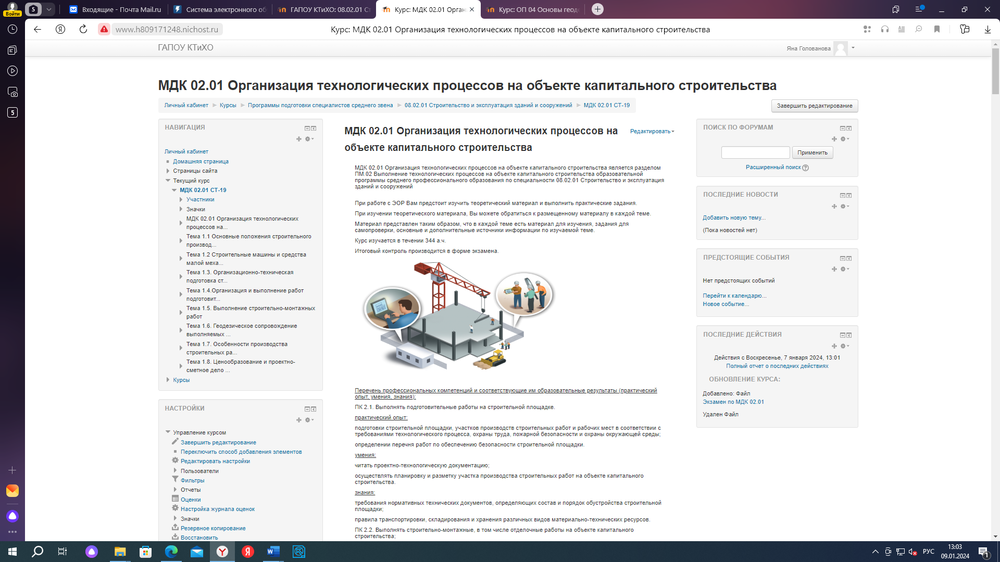 Войти
5
Входящие - Почта Mail.ru
Система электронного об
ГАПОУ КТиХО: 08.02.01 Ст
Курс: МДК 02.01 Орган
Курс: ОП 04 Основы геоде
www.h809171248.nichost.ru
Курс: МДК 02.01 Организация технологических процессов на объекте капитального строительства
5
ГАПОУ КТиХО
Яна Голованова
МДК 02.01 Организация технологических процессов на объекте капитального строительства
Личный кабинет
Курсы
Программы подготовки специалистов среднего звена
08.02.01 Строительство и эксплуатация зданий и сооружений
МДК 02.01 СТ-19
Завершить редактирование
НАВИГАЦИЯ
Личный кабинет
Домашняя страница
Страницы сайта
Текущий курс
МДК 02.01 СТ-19
Участники
Значки
МДК 02.01 Организация технологических
процессов на...
Тема 1.1 Основные положения строительного
производ...
Тема 1.2 Строительные машины и средства
малой меха...
Тема 1.3. Организационно-техническая
подготовка ст...
Тема 1.4.Организация и выполнение работ
подготовит...
Тема 1.5. Выполнение строительно-монтажных
работ
Тема 1.6. Геодезическое сопровождение
выполняемых ...
Тема 1.7. Особенности производства
строительных ра...
Тема 1.8. Ценообразование и проектно-
сметное дело ...
Курсы
НАСТРОЙКИ
Управление курсом
Завершить редактирование
Переключить способ добавления элементов
Редактировать настройки
Пользователи
Фильтры
Отчеты
Оценки
Настройка журнала оценок
Значки
Резервное копирование
Восстановить
МДК 02.01 Организация технологических процессов на
объекте капитального строительства
Редактировать
МДК 02.01 Организация технологических процессов на объекте капитального строительства является разделом
ПМ.02 Выполнение технологических процессов на объекте капитального строительства образовательной
программы среднего профессионального образования по специальности 08.02.01 Строительство и эксплуатация
зданий и сооружений
При работе с ЭОР Вам предстоит изучить теоретический материал и выполнить практические задания.
При изучении теоретического материала, Вы можете обратиться к размещенному материалу в каждой теме.
Материал представлен таким образом, что в каждой теме есть материал для изучения, задания для
самопроверки, основные и дополнительные источники информации по изучаемой теме.
Курс изучается в течении 344 а.ч.
Итоговый контроль производится в форме экзамена.
Перечень профессиональных компетенций и соответствующие им образовательные результаты (практический
опыт, умения, знания):
ПК 2.1. Выполнять подготовительные работы на строительной площадке.
практический опыт:
подготовки строительной площадки, участков производств строительных работ и рабочих мест в соответствии с
требованиями технологического процесса, охраны труда, пожарной безопасности и охраны окружающей среды;
определении перечня работ по обеспечению безопасности строительной площадки.
умения:
читать проектно-технологическую документацию;
осуществлять планировку и разметку участка производства строительных работ на объекте капитального
строительства.
знания:
требования нормативных технических документов, определяющих состав и порядок обустройства строительной
площадки;
правила транспортировки, складирования и хранения различных видов материально-технических ресурсов.
ПК 2.2. Выполнять строительно-монтажные, в том числе отделочные работы на объекте капитального
строительства;
ПОИСК ПО ФОРУМАМ
Применить
Расширенный поиск
ПОСЛЕДНИЕ НОВОСТИ
Добавить новую тему...
(Пока новостей нет)
ПРЕДСТОЯЩИЕ СОБЫТИЯ
Нет предстоящих событий
Перейти к календарю...
Новое событие...
ПОСЛЕДНИЕ ДЕЙСТВИЯ
Действия с Воскресенье, 7 января 2024, 13:01
Полный отчет о последних действиях
ОБНОВЛЕНИЕ КУРСА:
Добавлено: Файл
Экзамен по МДК 02.01
Удален Файл
РУС
13:03
09.01.2024
1